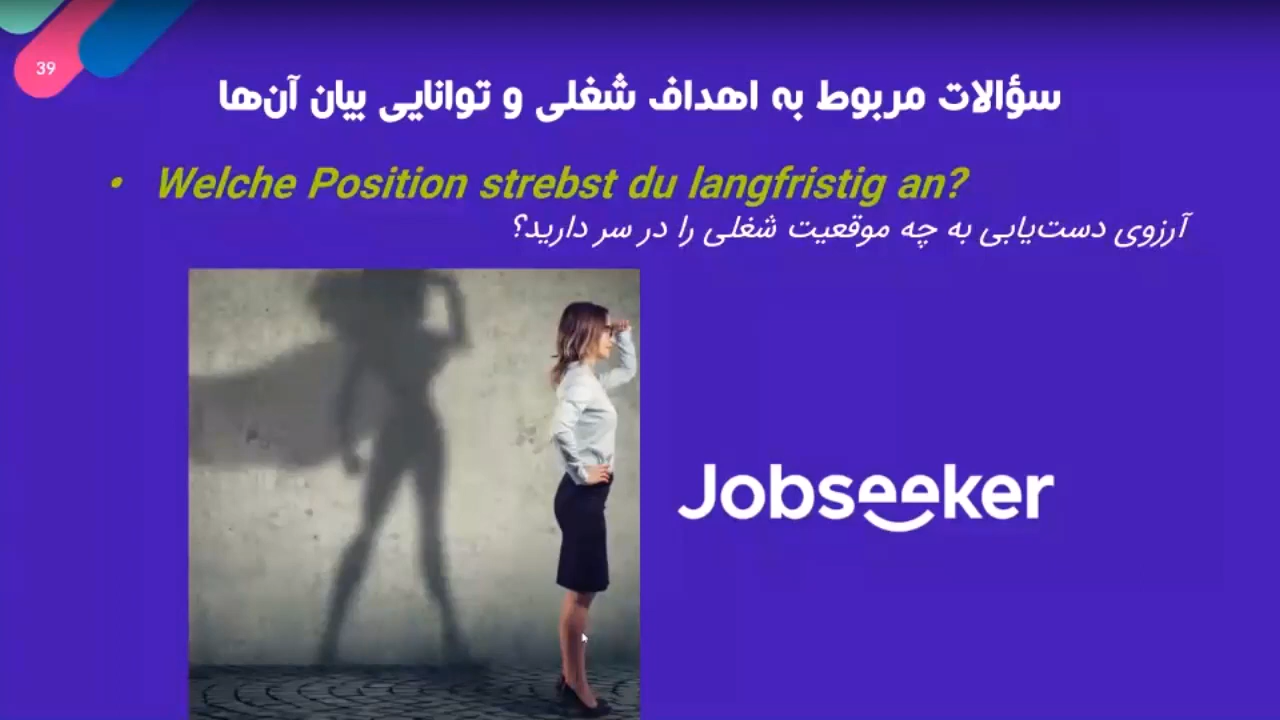 39
سؤالات مربوط به اهداف شغلی و توانایی بیان آن‌ها
• Welche Position strebst du langfristig an?
آرزوی دست‌یابی به چه موقعیت شغلی را در سر دارید؟
Jobseeker